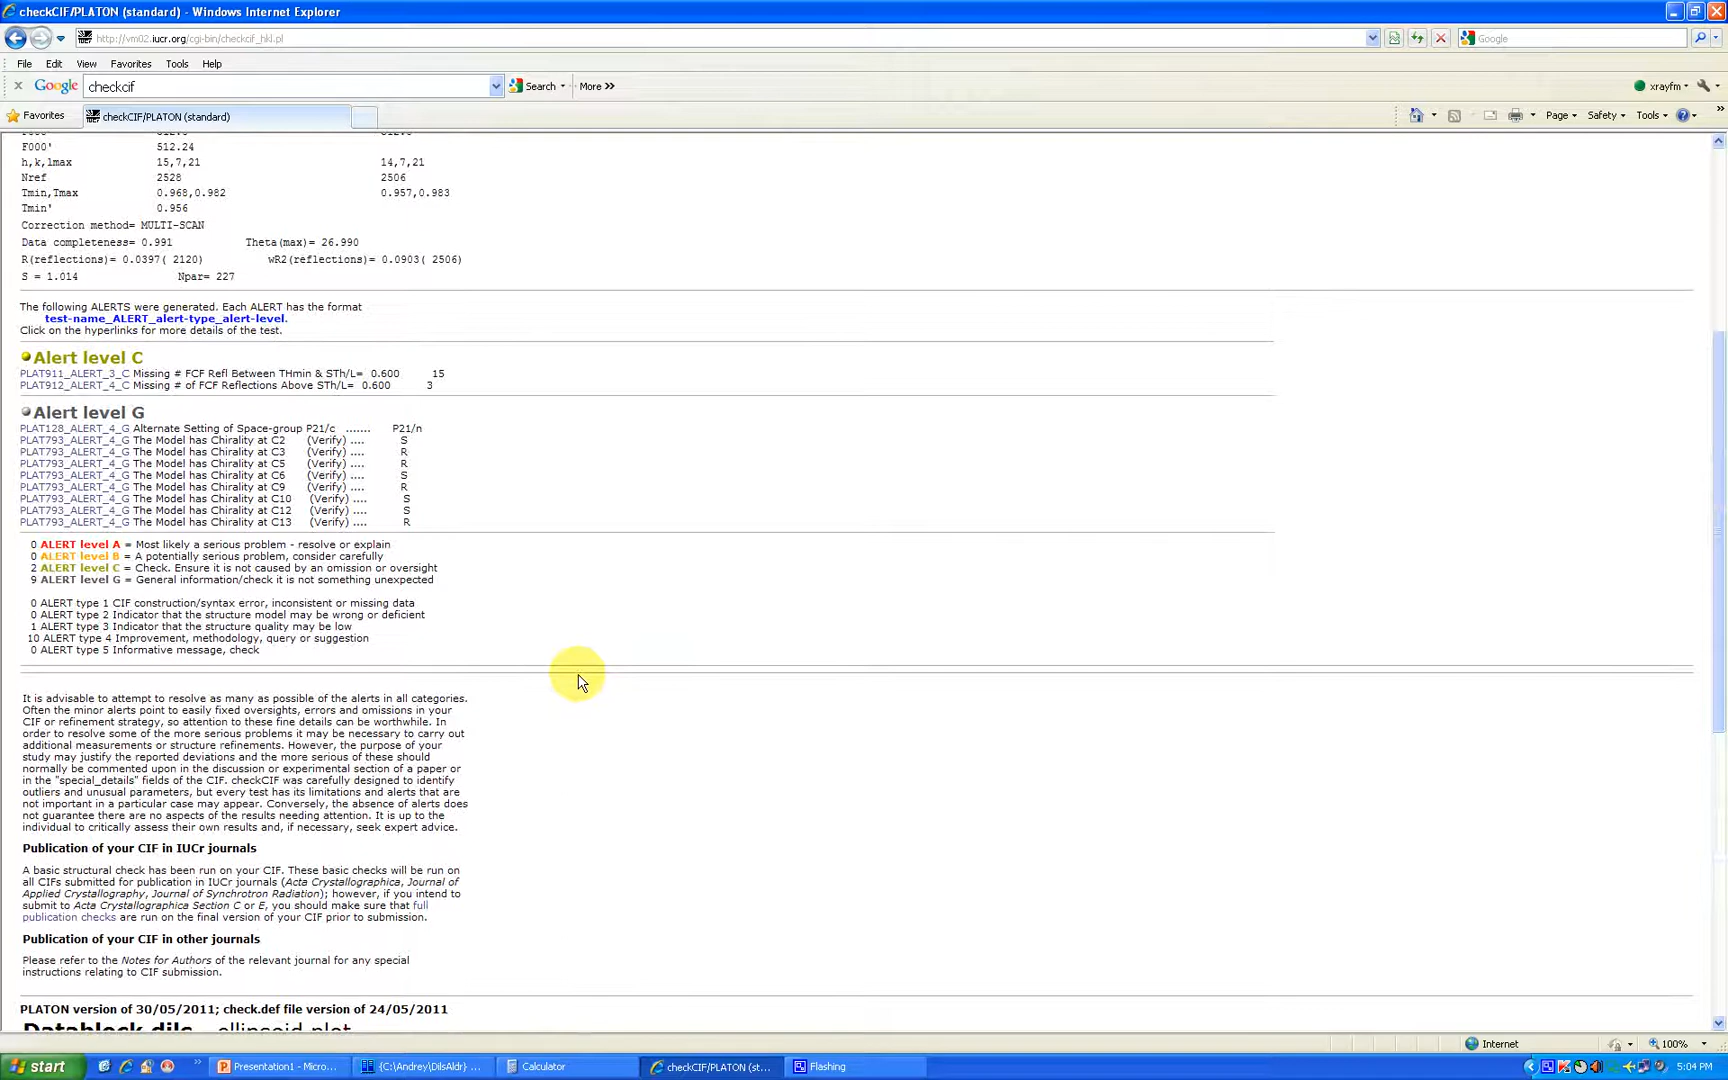 checkCIF/PLATON (standard) - Windows Internet Explorer
http://vm02.iucr.org/cgi-bin/checkcif_hkl.pl
Google
File Edit View Favorites Tools Help
x Google checkcif Search More »
xrayfm
Favorites checkCIF/PLATON (standard)
Page Safety Tools
F000' 512.24
h,k,lmax 15,7,21 14,7,21
Nref 2528 2506
Tmin,Tmax 0.968,0.982 0.957,0.983
Tmin' 0.956
Correction method= MULTI-SCAN
Data completeness= 0.991 Theta(max)= 26.990
R(reflections)= 0.0397( 2120) wR2(reflections)= 0.0903( 2506)
S = 1.014 Npar= 227
The following ALERTS were generated. Each ALERT has the format
test-name_ALERT_alert-type_alert-level.
Click on the hyperlinks for more details of the test.
Alert level C
PLAT911_ALERT_3_C Missing # FCF Refl Between THmin & STh/L= 0.600 15
PLAT912_ALERT_4_C Missing # of FCF Reflections Above STh/L= 0.600 3
Alert level G
PLAT128_ALERT_4_G Alternate Setting of Space-group P21/c ....... P21/n
PLAT793_ALERT_4_G The Model has Chirality at C2 (Verify) .... S
PLAT793_ALERT_4_G The Model has Chirality at C3 (Verify) .... R
PLAT793_ALERT_4_G The Model has Chirality at C5 (Verify) .... R
PLAT793_ALERT_4_G The Model has Chirality at C6 (Verify) .... S
PLAT793_ALERT_4_G The Model has Chirality at C9 (Verify) .... R
PLAT793_ALERT_4_G The Model has Chirality at C10 (Verify) .... S
PLAT793_ALERT_4_G The Model has Chirality at C12 (Verify) .... S
PLAT793_ALERT_4_G The Model has Chirality at C13 (Verify) .... R
0 ALERT level A = Most likely a serious problem - resolve or explain
0 ALERT level B = A potentially serious problem, consider carefully
2 ALERT level C = Check. Ensure it is not caused by an omission or oversight
9 ALERT level G = General information/check it is not something unexpected
0 ALERT type 1 CIF construction/syntax error, inconsistent or missing data
0 ALERT type 2 Indicator that the structure model may be wrong or deficient
1 ALERT type 3 Indicator that the structure quality may be low
10 ALERT type 4 Improvement, methodology, query or suggestion
0 ALERT type 5 Informative message, check
It is advisable to attempt to resolve as many as possible of the alerts in all categories.
Often the minor alerts point to easily fixed oversights, errors and omissions in your
CIF or refinement strategy, so attention to these fine details can be worthwhile. In
order to resolve some of the more serious problems it may be necessary to carry out
additional measurements or structure refinements. However, the purpose of your
study may justify the reported deviations and the more serious of these should
normally be commented upon in the discussion or experimental section of a paper or
in the "special_details" fields of the CIF. checkCIF was carefully designed to identify
outliers and unusual parameters, but every test has its limitations and alerts that are
not important in a particular case may appear. Conversely, the absence of alerts does
not guarantee there are no aspects of the results needing attention. It is up to the
individual to critically assess their own results and, if necessary, seek expert advice.
Publication of your CIF in IUCr journals
A basic structural check has been run on your CIF. These basic checks will be run on
all CIFs submitted for publication in IUCr journals (Acta Crystallographica, Journal of
Applied Crystallography, Journal of Synchrotron Radiation); however, if you intend to
submit to Acta Crystallographica Section C or E, you should make sure that full
publication checks are run on the final version of your CIF prior to submission.
Publication of your CIF in other journals
Please refer to the Notes for Authors of the relevant journal for any special
instructions relating to CIF submission.
PLATON version of 30/05/2011; check.def file version of 24/05/2011
Datablock dils - ellipsoid plot
Internet 100%
start Presentation1 - Micros... {C:\Andrey\DilsAldr} ... Calculator checkCIF/PLATON (st... Flashing 5:04 PM